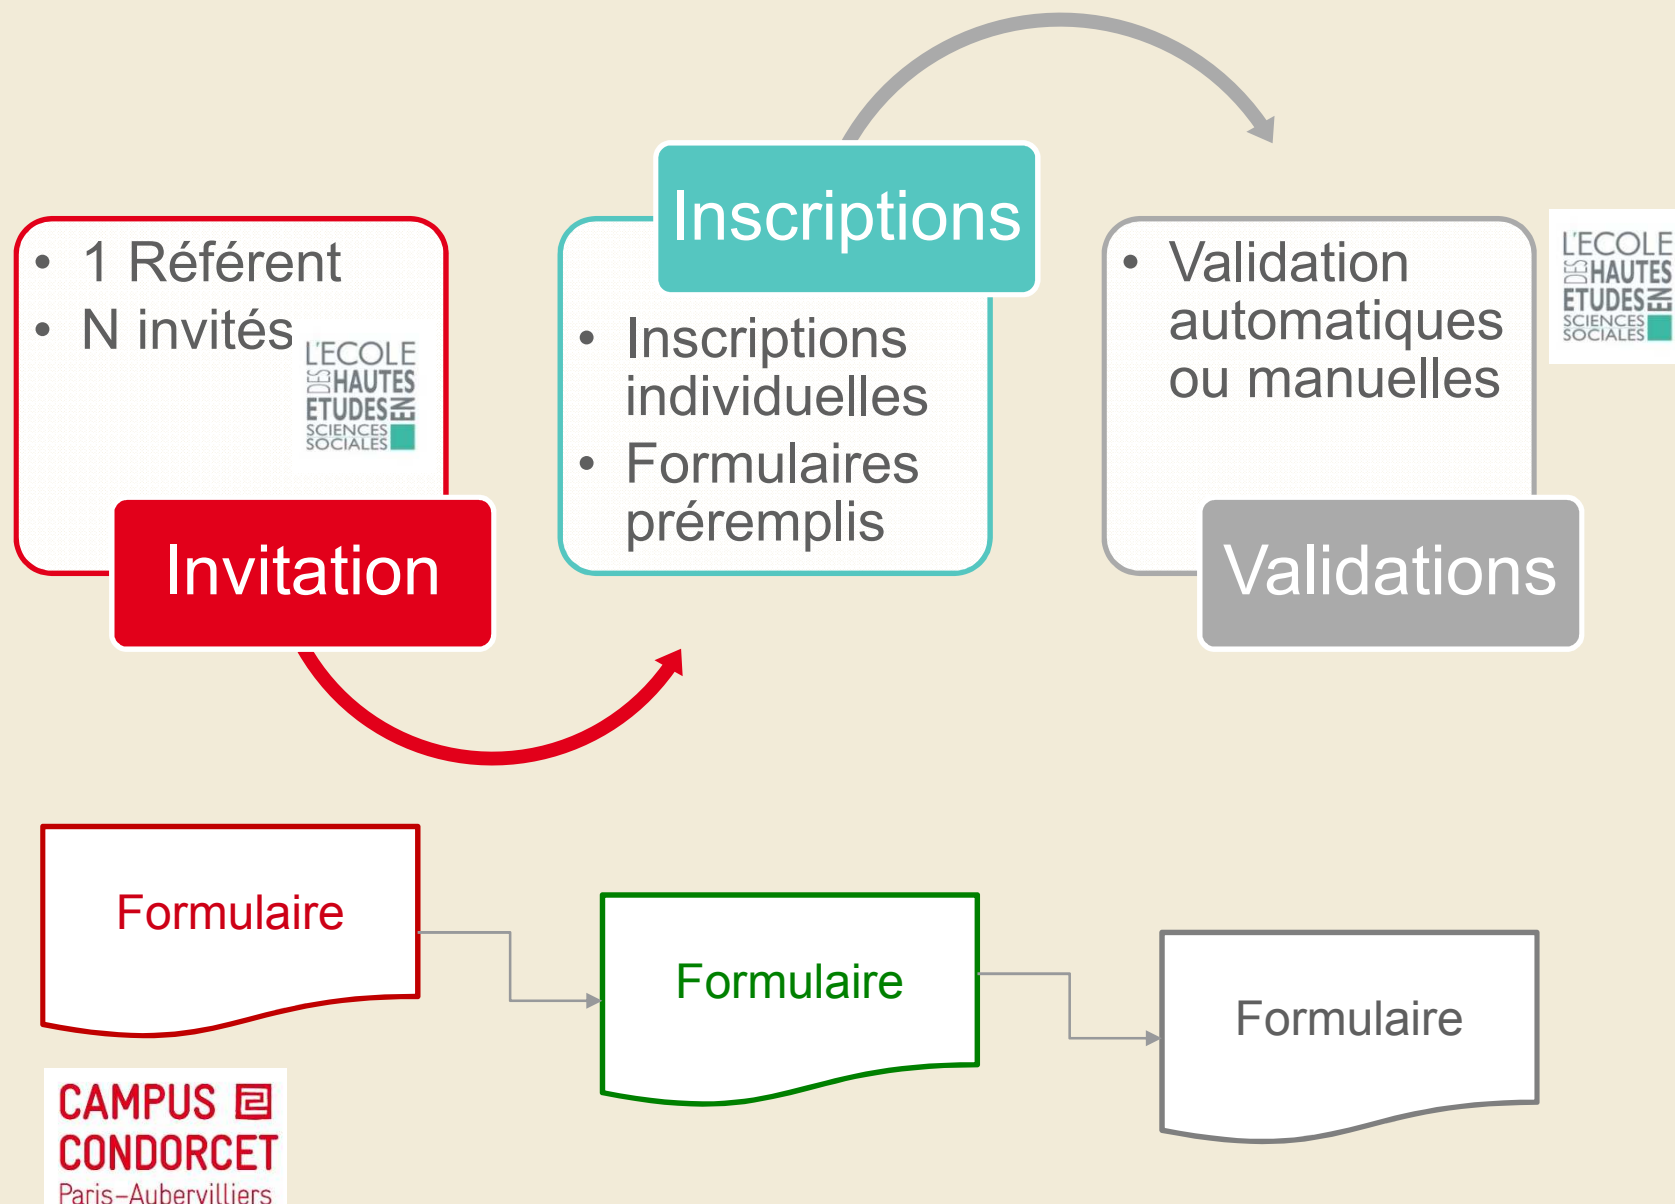 • 1 Référent
• N invités
L'ECOLE
DES HAUTES
ETUDES EN
SCIENCES
SOCIALES
Invitation
Inscriptions
• Inscriptions
individuelles
• Formulaires
préremplis
• Validation
automatiques
ou manuelles
L'ECOLE
DES HAUTES
ETUDES EN
SCIENCES
SOCIALES
Validations
Formulaire
Formulaire
Formulaire
CAMPUS
CONDORCET
Paris–Aubervilliers